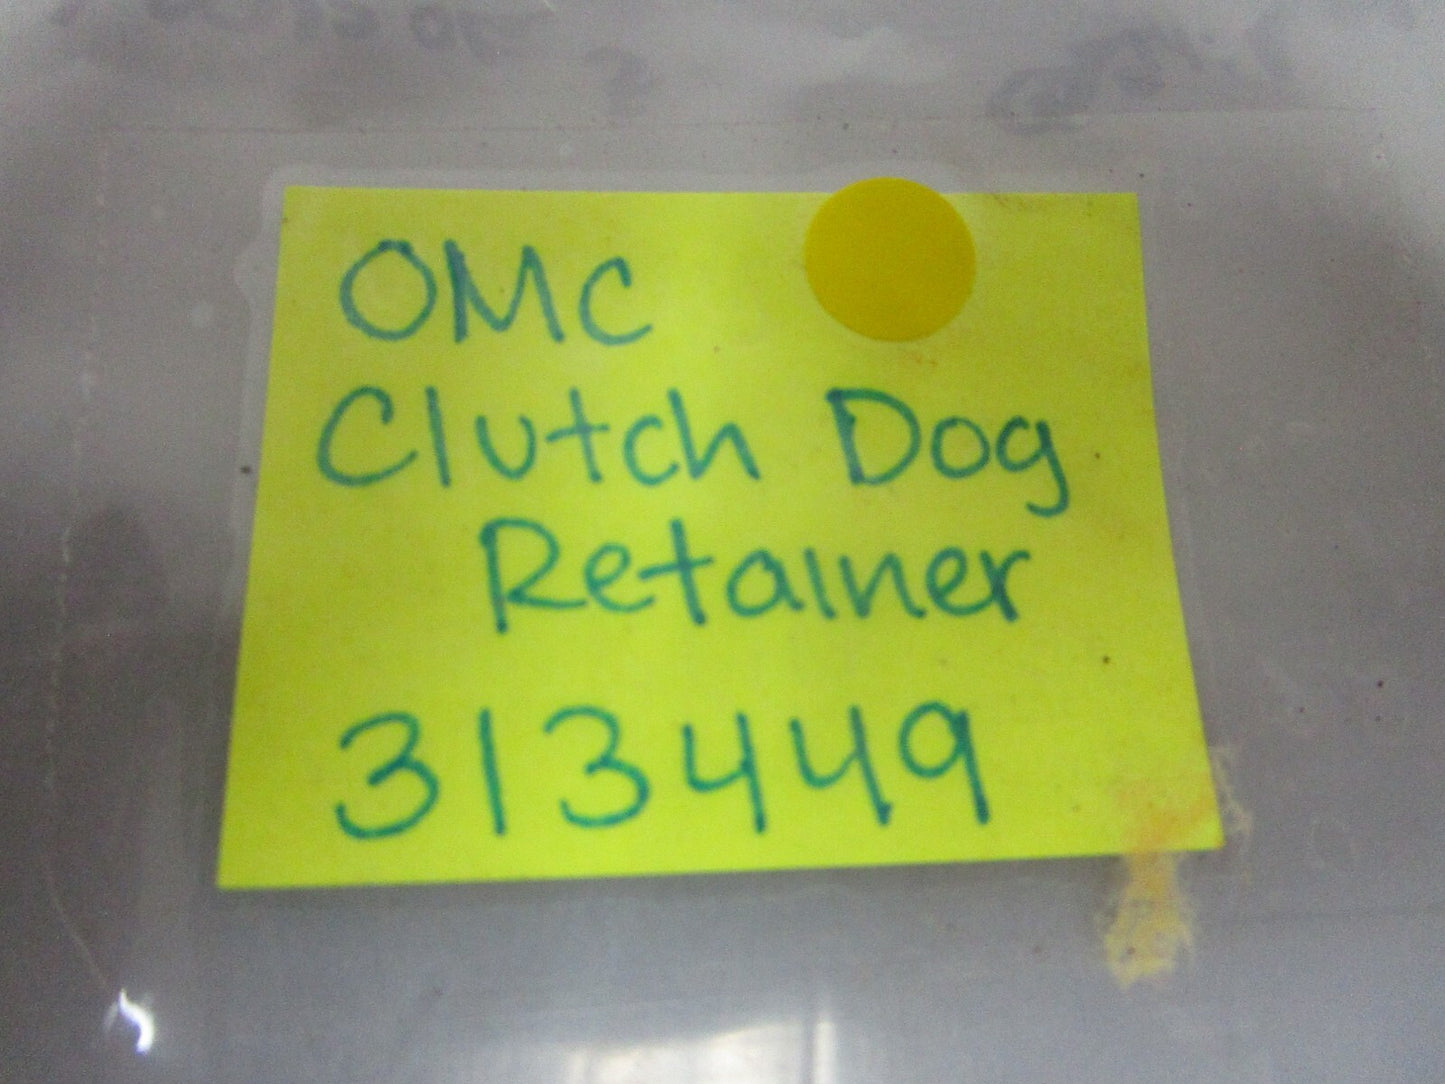 OMC
Clutch Dog
Retainer
313449